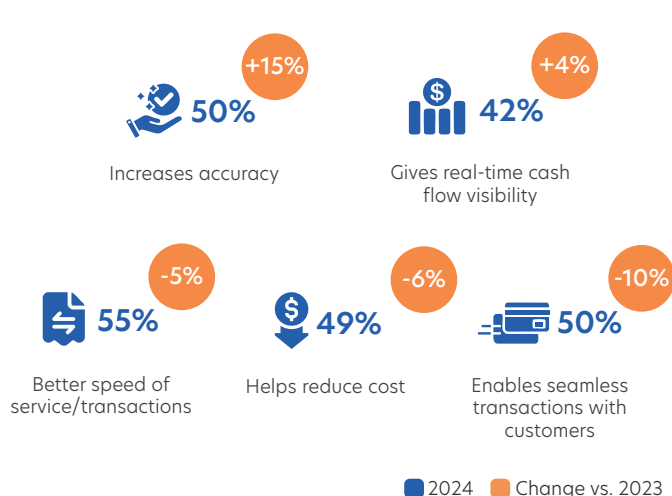 +15%
50%
Increases accuracy
+4%
$
42%
Gives real-time cash
flow visibility
-5%
55%
Better speed of
service/transactions
-6%
$
49%
Helps reduce cost
-10%
50%
Enables seamless
transactions with
customers
2024
Change vs. 2023